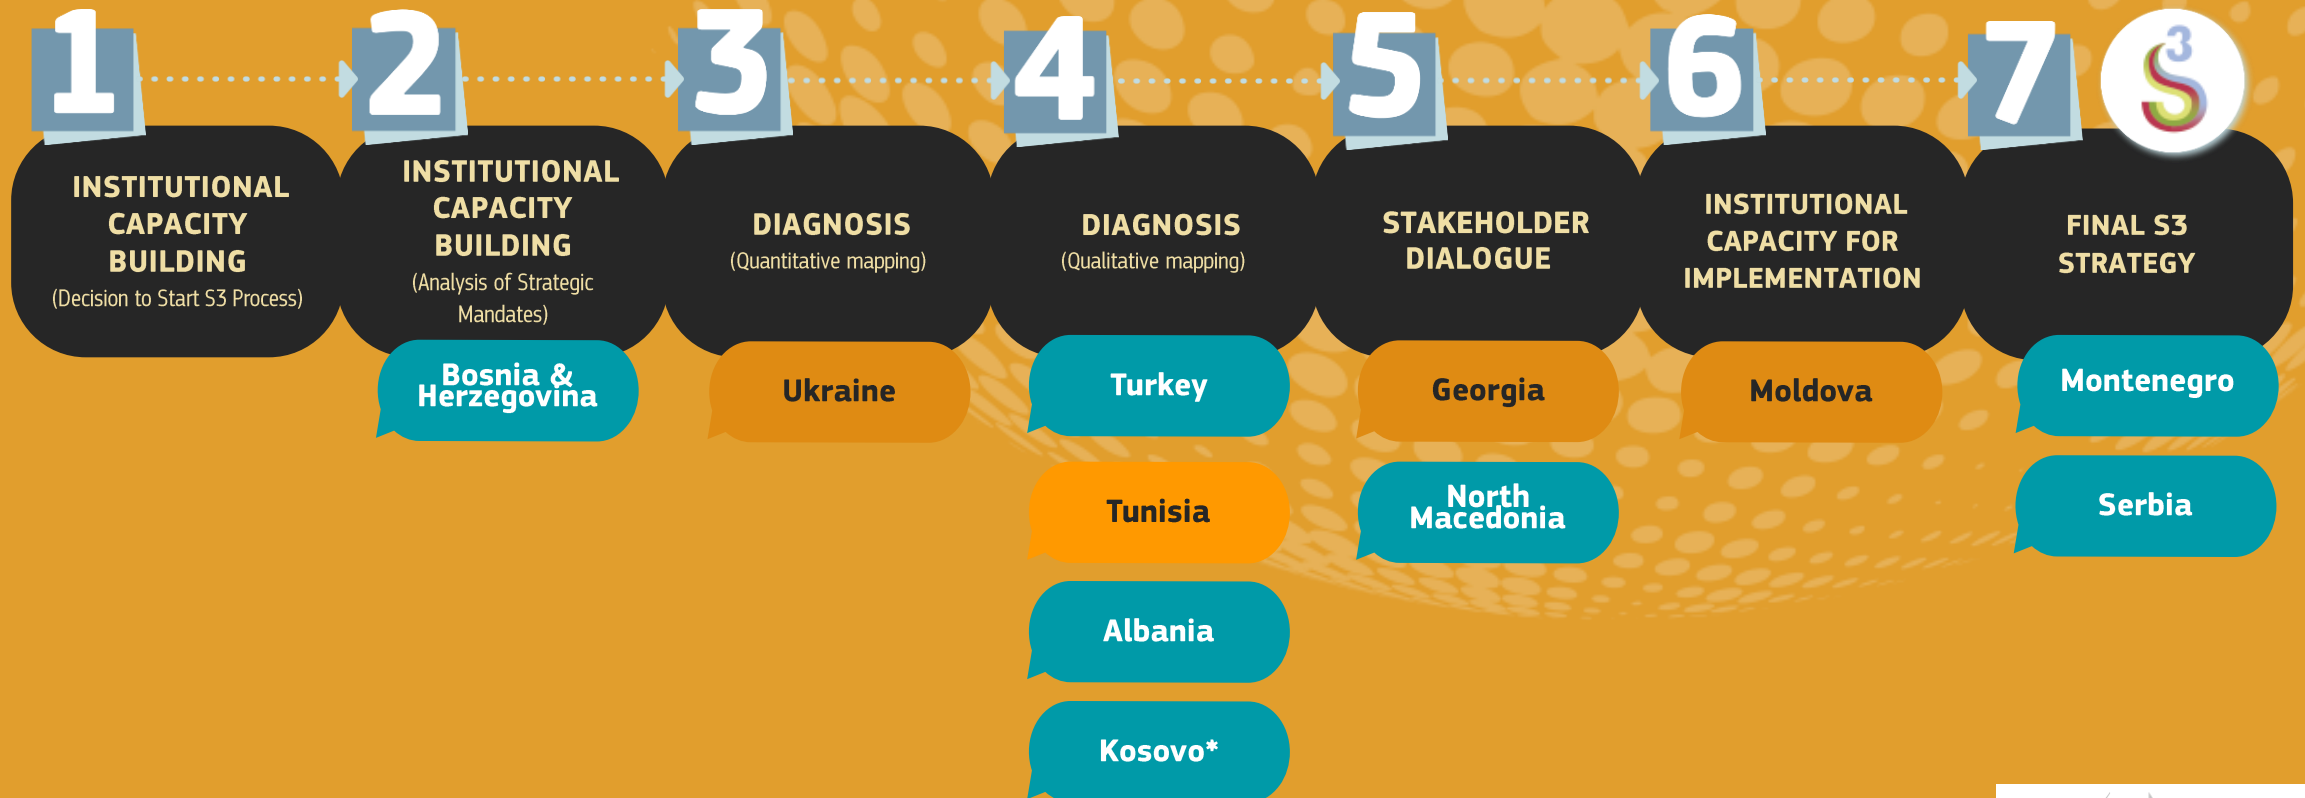 1
INSTITUTIONAL
CAPACITY
BUILDING
(Decision to Start S3 Process)
2
INSTITUTIONAL
CAPACITY
BUILDING
(Analysis of Strategic
Mandates)
Bosnia &
Herzegovina
3
DIAGNOSIS
(Quantitative mapping)
Ukraine
4
DIAGNOSIS
(Qualitative mapping)
Turkey
Tunisia
Albania
Kosovo*
5
STAKEHOLDER
DIALOGUE
Georgia
North
Macedonia
6
INSTITUTIONAL
CAPACITY FOR
IMPLEMENTATION
Moldova
7
S3
FINAL S3
STRATEGY
Montenegro
Serbia